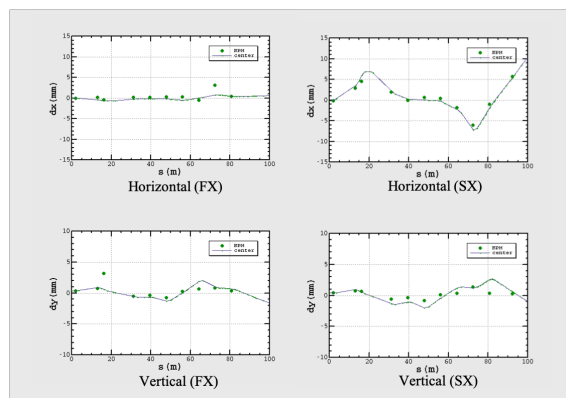 15
10
5
0
-5
-10
-15
dx (mm)
BPM
center
0 20 40 60 80 100
s (m)
Horizontal (FX)
15
10
5
0
-5
-10
-15
dx (mm)
BPM
center
0 20 40 60 80 100
s (m)
Horizontal (SX)
10
5
0
-5
-10
dy (mm)
BPM
center
0 20 40 60 80 100
s (m)
Vertical (FX)
10
5
0
-5
-10
dy (mm)
BPM
center
0 20 40 60 80 100
s (m)
Vertical (SX)